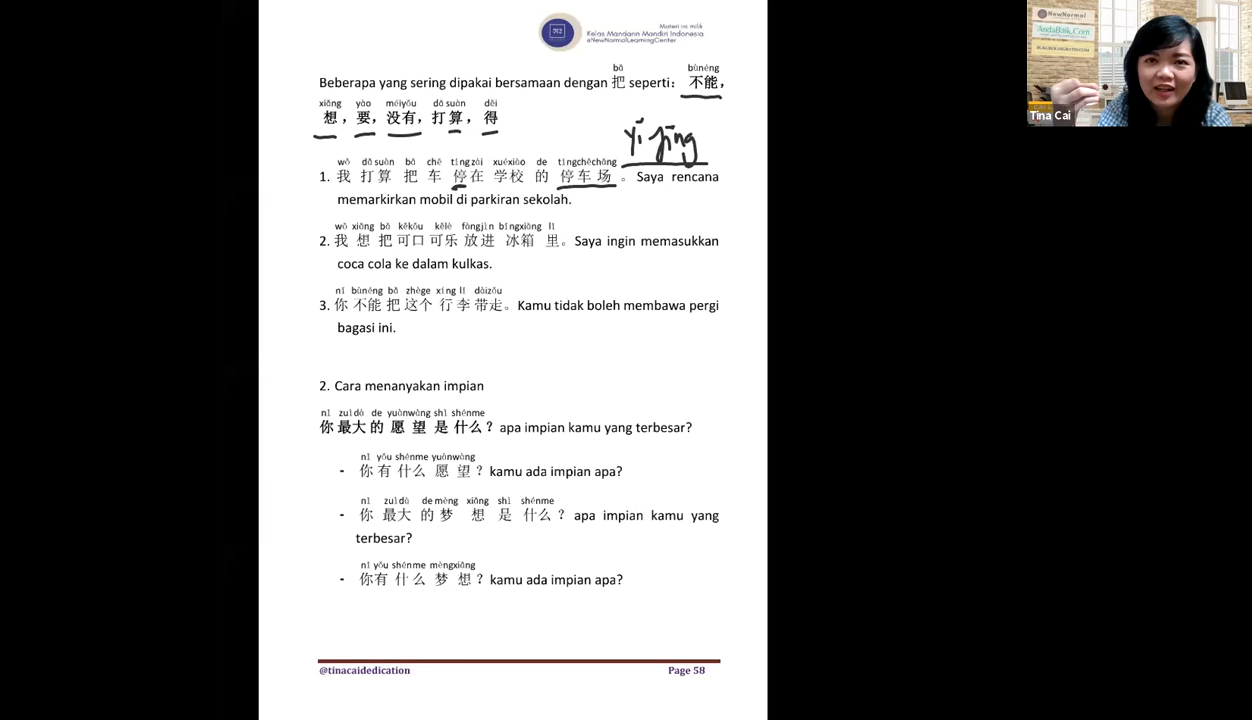 Materi ini milik
Kelas Mandarin Mandiri Indonesia
@NewNormalLearningCenter
bǎ bùnéng
Beberapa yang sering dipakai bersamaan dengan 把 seperti: 不能,
xiǎng yào méiyǒu dǎ suàn děi
想, 要, 没有, 打算, 得
yǐ jīng
wǒ dǎsuàn bǎ chē tíngzài xuéxiào de tíngchēchǎng
1. 我 打算 把 车 停在 学校 的 停车场 。 Saya rencana
memarkirkan mobil di parkiran sekolah.
wǒ xiǎng bǎ kěkǒu kělè fàngjìn bīngxiāng lǐ
2. 我 想 把 可口 可乐 放进 冰箱 里。 Saya ingin memasukkan
coca cola ke dalam kulkas.
nǐ bùnéng bǎ zhège xíng lǐ dàizǒu
3. 你 不能 把 这个 行 李 带走。 Kamu tidak boleh membawa pergi
bagasi ini.
2. Cara menanyakan impian
nǐ zuìdà de yuànwàng shì shénme
你 最大 的 愿 望 是 什么? apa impian kamu yang terbesar?
nǐ yǒu shénme yuànwàng
- 你 有 什么 愿 望 ? kamu ada impian apa?
nǐ zuìdà de mèng xiǎng shì shénme
- 你 最大 的 梦 想 是 什么 ? apa impian kamu yang
terbesar?
nǐ yǒu shénme mèngxiǎng
- 你有 什么 梦 想 ? kamu ada impian apa?
@tinacaidedication Page 58
NewNormal
AndaBaik.Com
Tina Cai